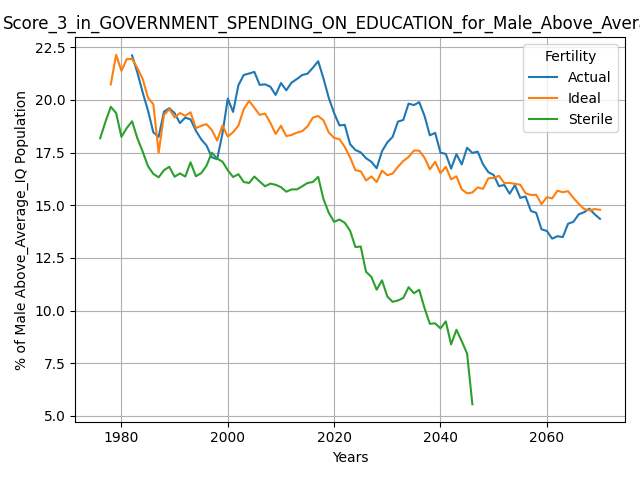 Score_3_in_GOVERNMENT_SPENDING_ON_EDUCATION_for_Male_Above_Aver
Fertility
Actual
Ideal
Sterile
22.5
20.0
17.5
15.0
12.5
10.0
7.5
5.0
% of Male Above_Average_IQ Population
1980
2000
2020
2040
2060
Years